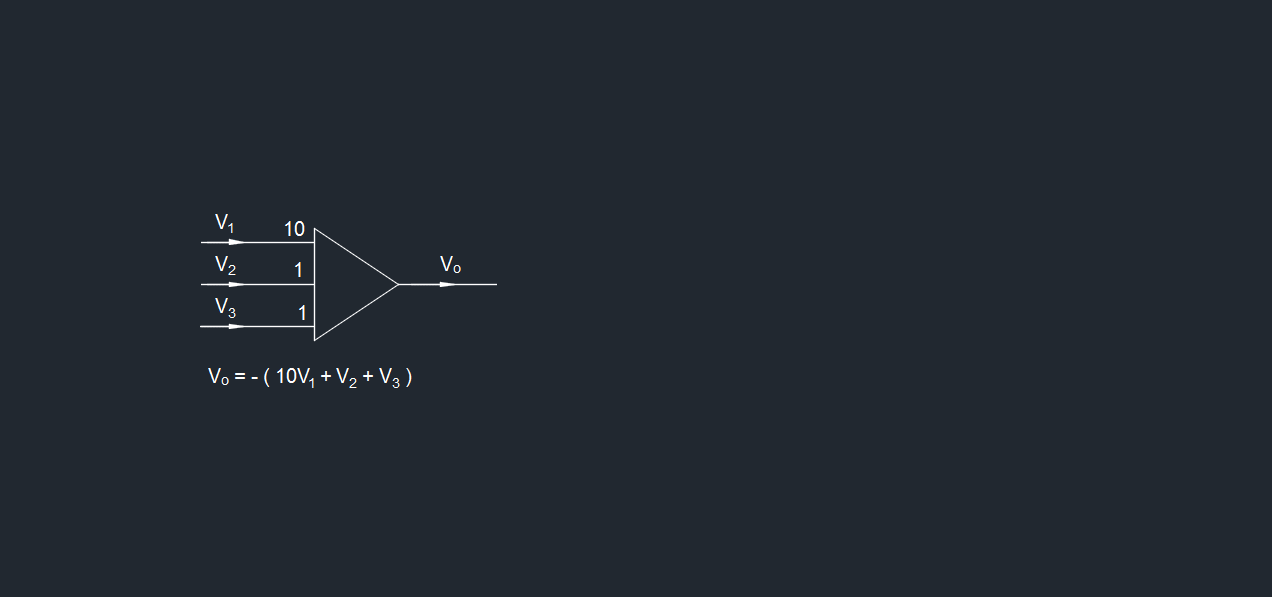 V₁
10
V₂
1
V₃
1
Vₒ
Vₒ = - ( 10V₁ + V₂ + V₃ )